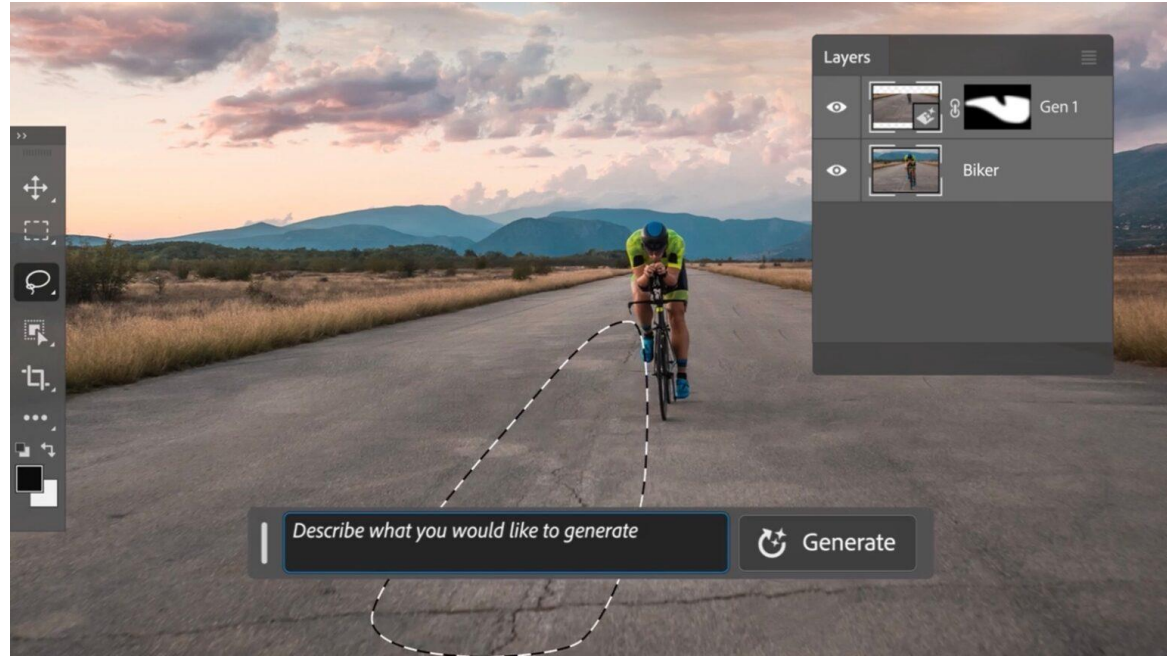 Layers
Gen 1
Biker
Describe what you would like to generate
Generate